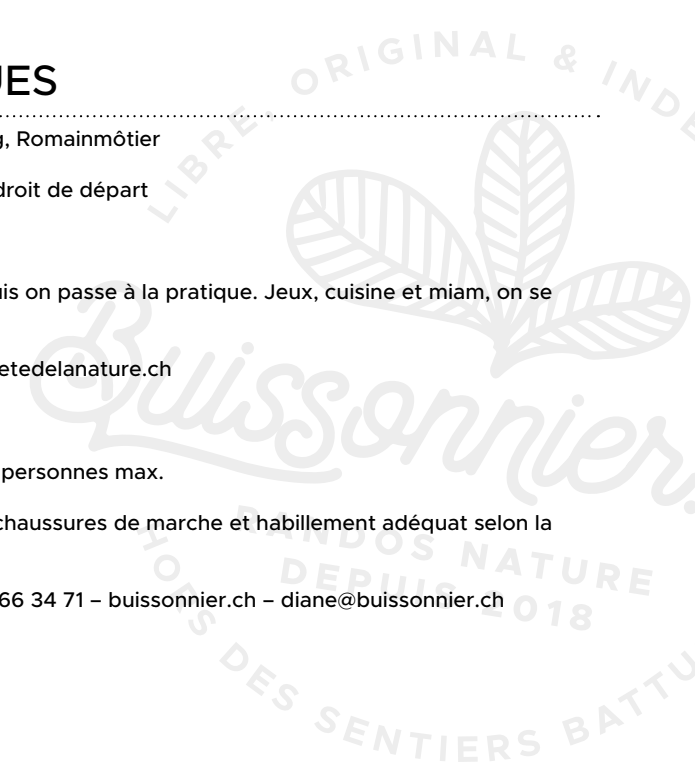 UES
g, Romainmôtier
droit de départ
uis on passe à la pratique. Jeux, cuisine et miam, on se
etedelanature.ch
personnes max.
chaussures de marche et habillement adéquat selon la
66 34 71 – buissonnier.ch – diane@buissonnier.ch
LIBRE, ORIGINAL & INDE
Buissonnier.
RANDOS NATURE
DEPUIS 2018
HORS DES SENTIERS BATTU